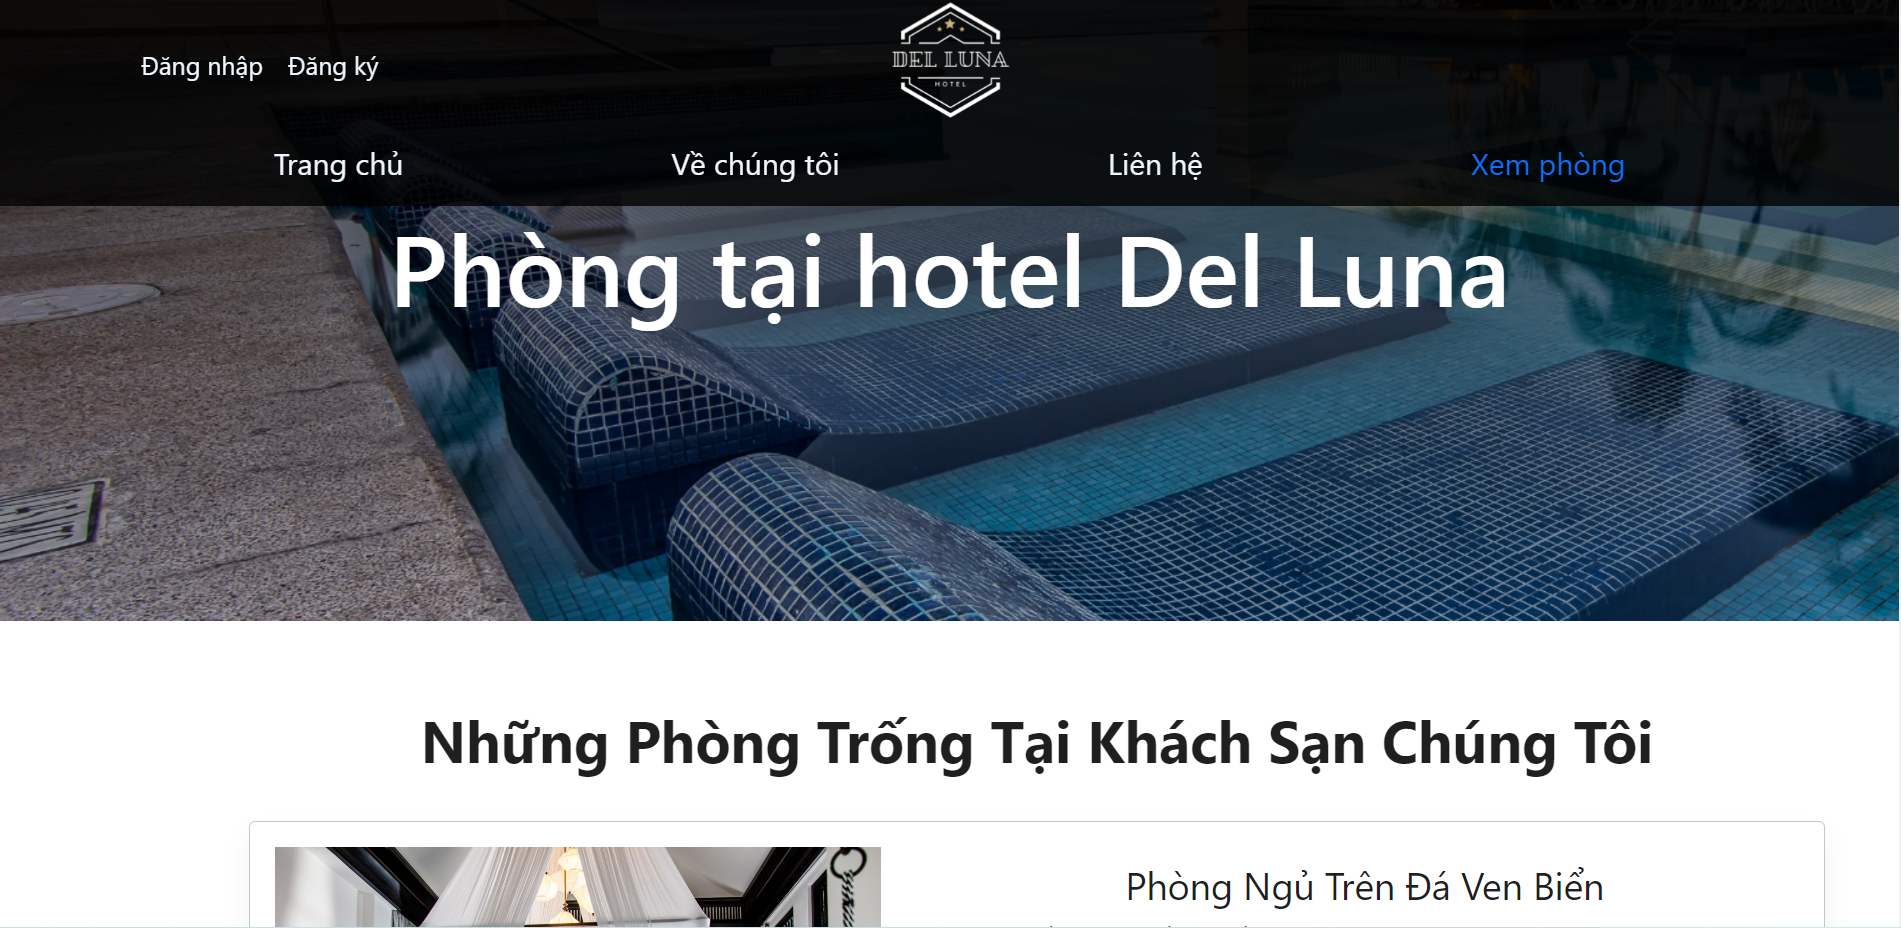 Đăng nhập Đăng ký
DEL LUNA
HOTEL
Trang chủ Về chúng tôi Liên hệ Xem phòng
Phòng tại hotel Del Luna
Những Phòng Trống Tại Khách Sạn Chúng Tôi
Phòng Ngủ Trên Đá Ven Biển